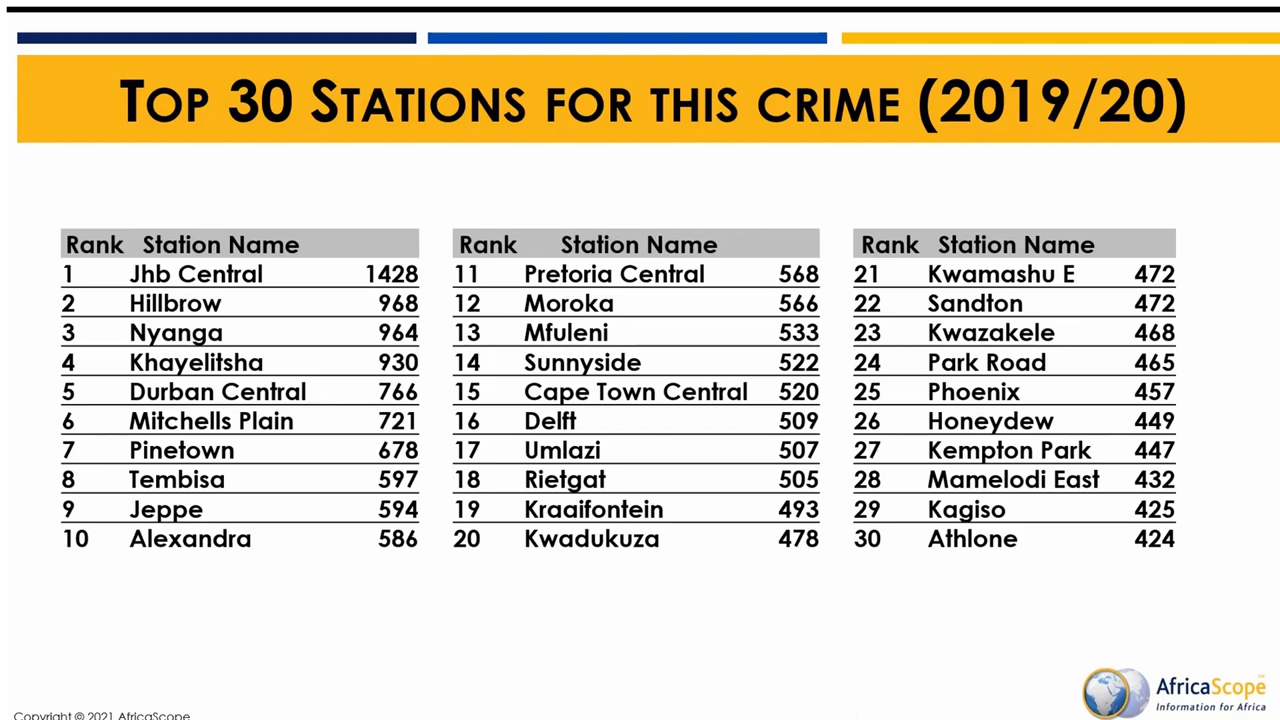 TOP 30 STATIONS FOR THIS CRIME (2019/20)
Rank Station Name
1 Jhb Central 1428
2 Hillbrow 968
3 Nyanga 964
4 Khayelitsha 930
5 Durban Central 766
6 Mitchells Plain 721
7 Pinetown 678
8 Tembisa 597
9 Jeppe 594
10 Alexandra 586
Rank Station Name
11 Pretoria Central 568
12 Moroka 566
13 Mfuleni 533
14 Sunnyside 522
15 Cape Town Central 520
16 Delft 509
17 Umlazi 507
18 Rietgat 505
19 Kraaifontein 493
20 Kwadukuza 478
Rank Station Name
21 Kwamashu E 472
22 Sandton 472
23 Kwazakele 468
24 Park Road 465
25 Phoenix 457
26 Honeydew 449
27 Kempton Park 447
28 Mamelodi East 432
29 Kagiso 425
30 Athlone 424
AfricaScope
Information for Africa
Copyright © 2021 AfricaScope